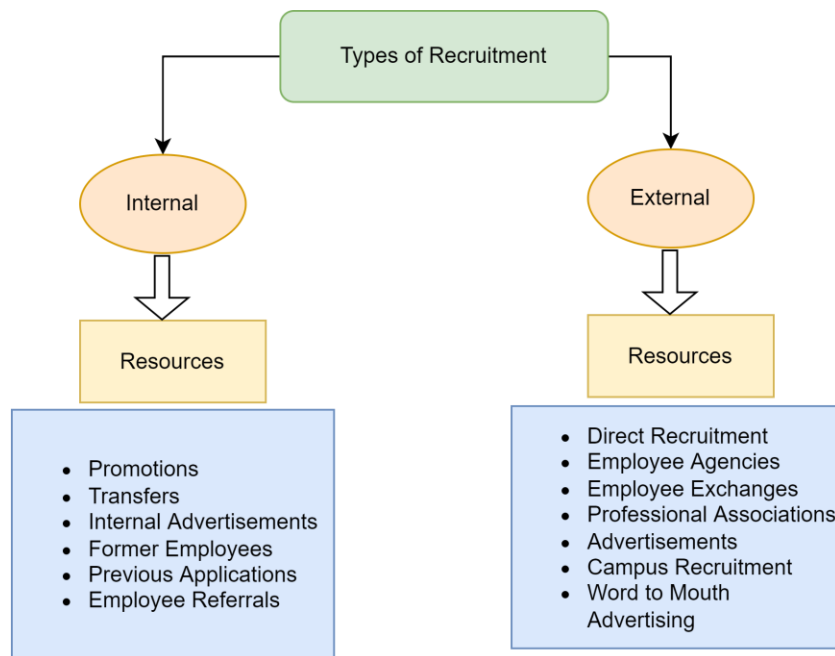 Types of Recruitment
Internal
External
Resources
Resources
Promotions
Transfers
Internal Advertisements
Former Employees
Previous Applications
Employee Referrals
Direct Recruitment
Employee Agencies
Employee Exchanges
Professional Associations
Advertisements
Campus Recruitment
Word to Mouth
Advertising